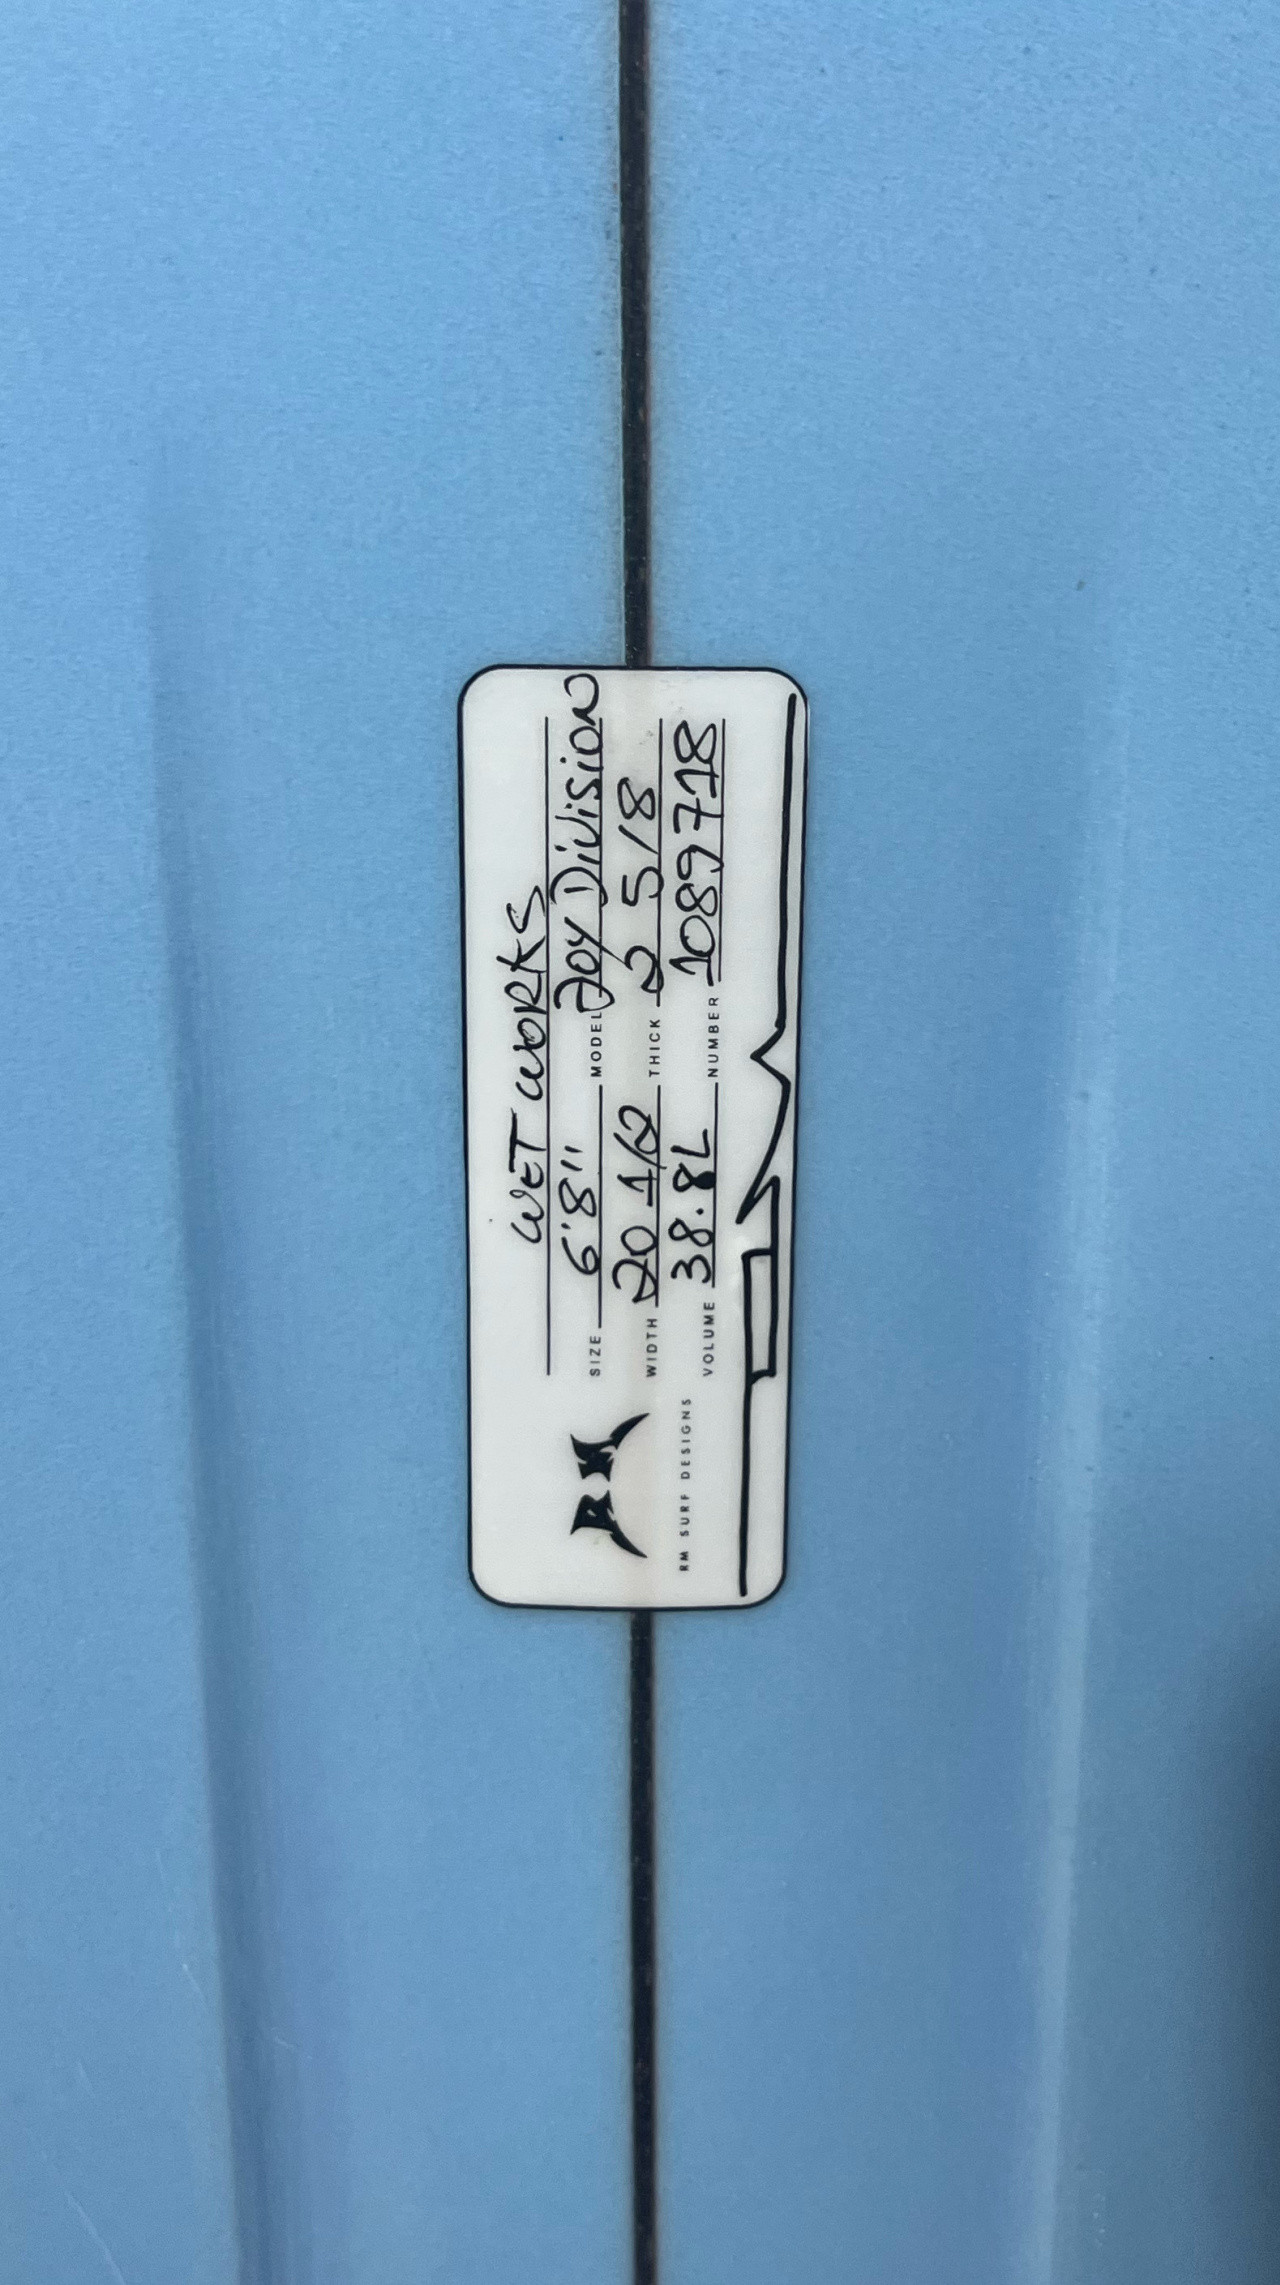 WET WORKS
SIZE 6'8" MODEL Joy Division
WIDTH 20 1/2 THICK 2 5/8
VOLUME 38.8L NUMBER 1089718
RM
RM SURF DESIGNS